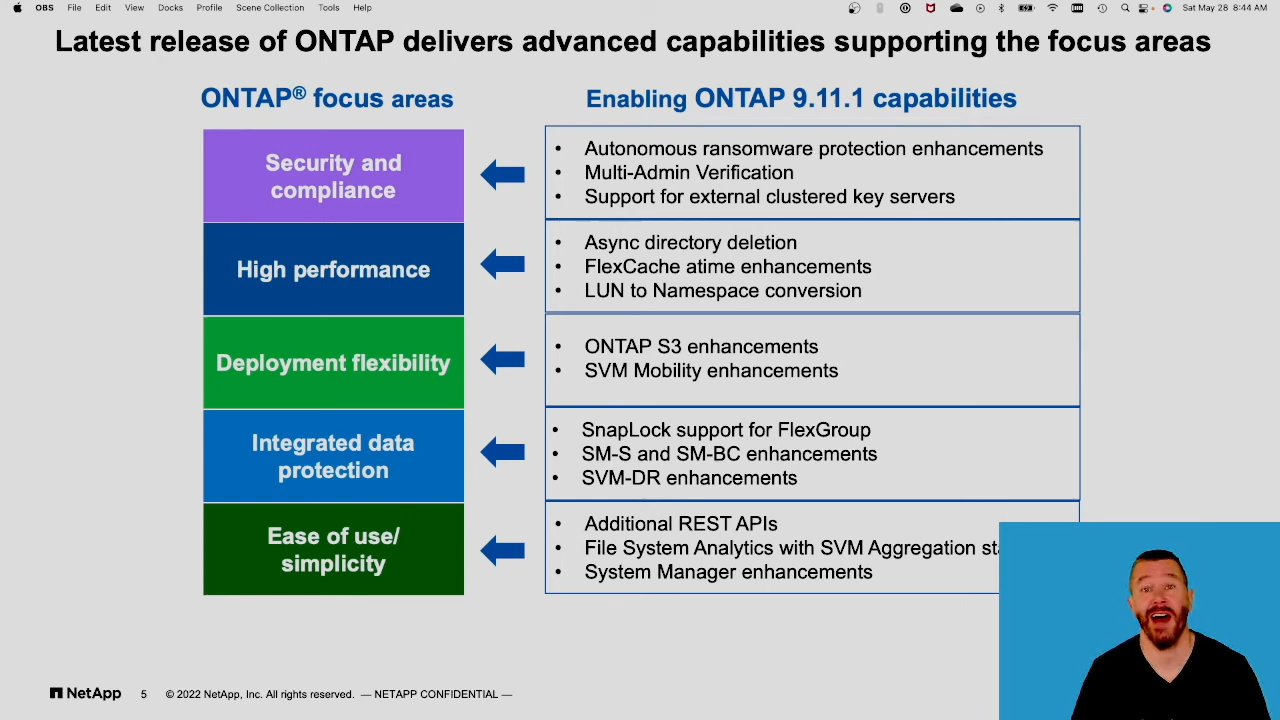 OBS File Edit View Docks Profile Scene Collection Tools Help Sat May 28 8:44 AM
Latest release of ONTAP delivers advanced capabilities supporting the focus areas
ONTAP® focus areas
Enabling ONTAP 9.11.1 capabilities
Security and
compliance
• Autonomous ransomware protection enhancements
• Multi-Admin Verification
• Support for external clustered key servers
High performance
• Async directory deletion
• FlexCache atime enhancements
• LUN to Namespace conversion
Deployment flexibility
• ONTAP S3 enhancements
• SVM Mobility enhancements
Integrated data
protection
• SnapLock support for FlexGroup
• SM-S and SM-BC enhancements
• SVM-DR enhancements
Ease of use/
simplicity
• Additional REST APIs
• File System Analytics with SVM Aggregation
• System Manager enhancements
NetApp 5 © 2022 NetApp, Inc. All rights reserved. — NETAPP CONFIDENTIAL —